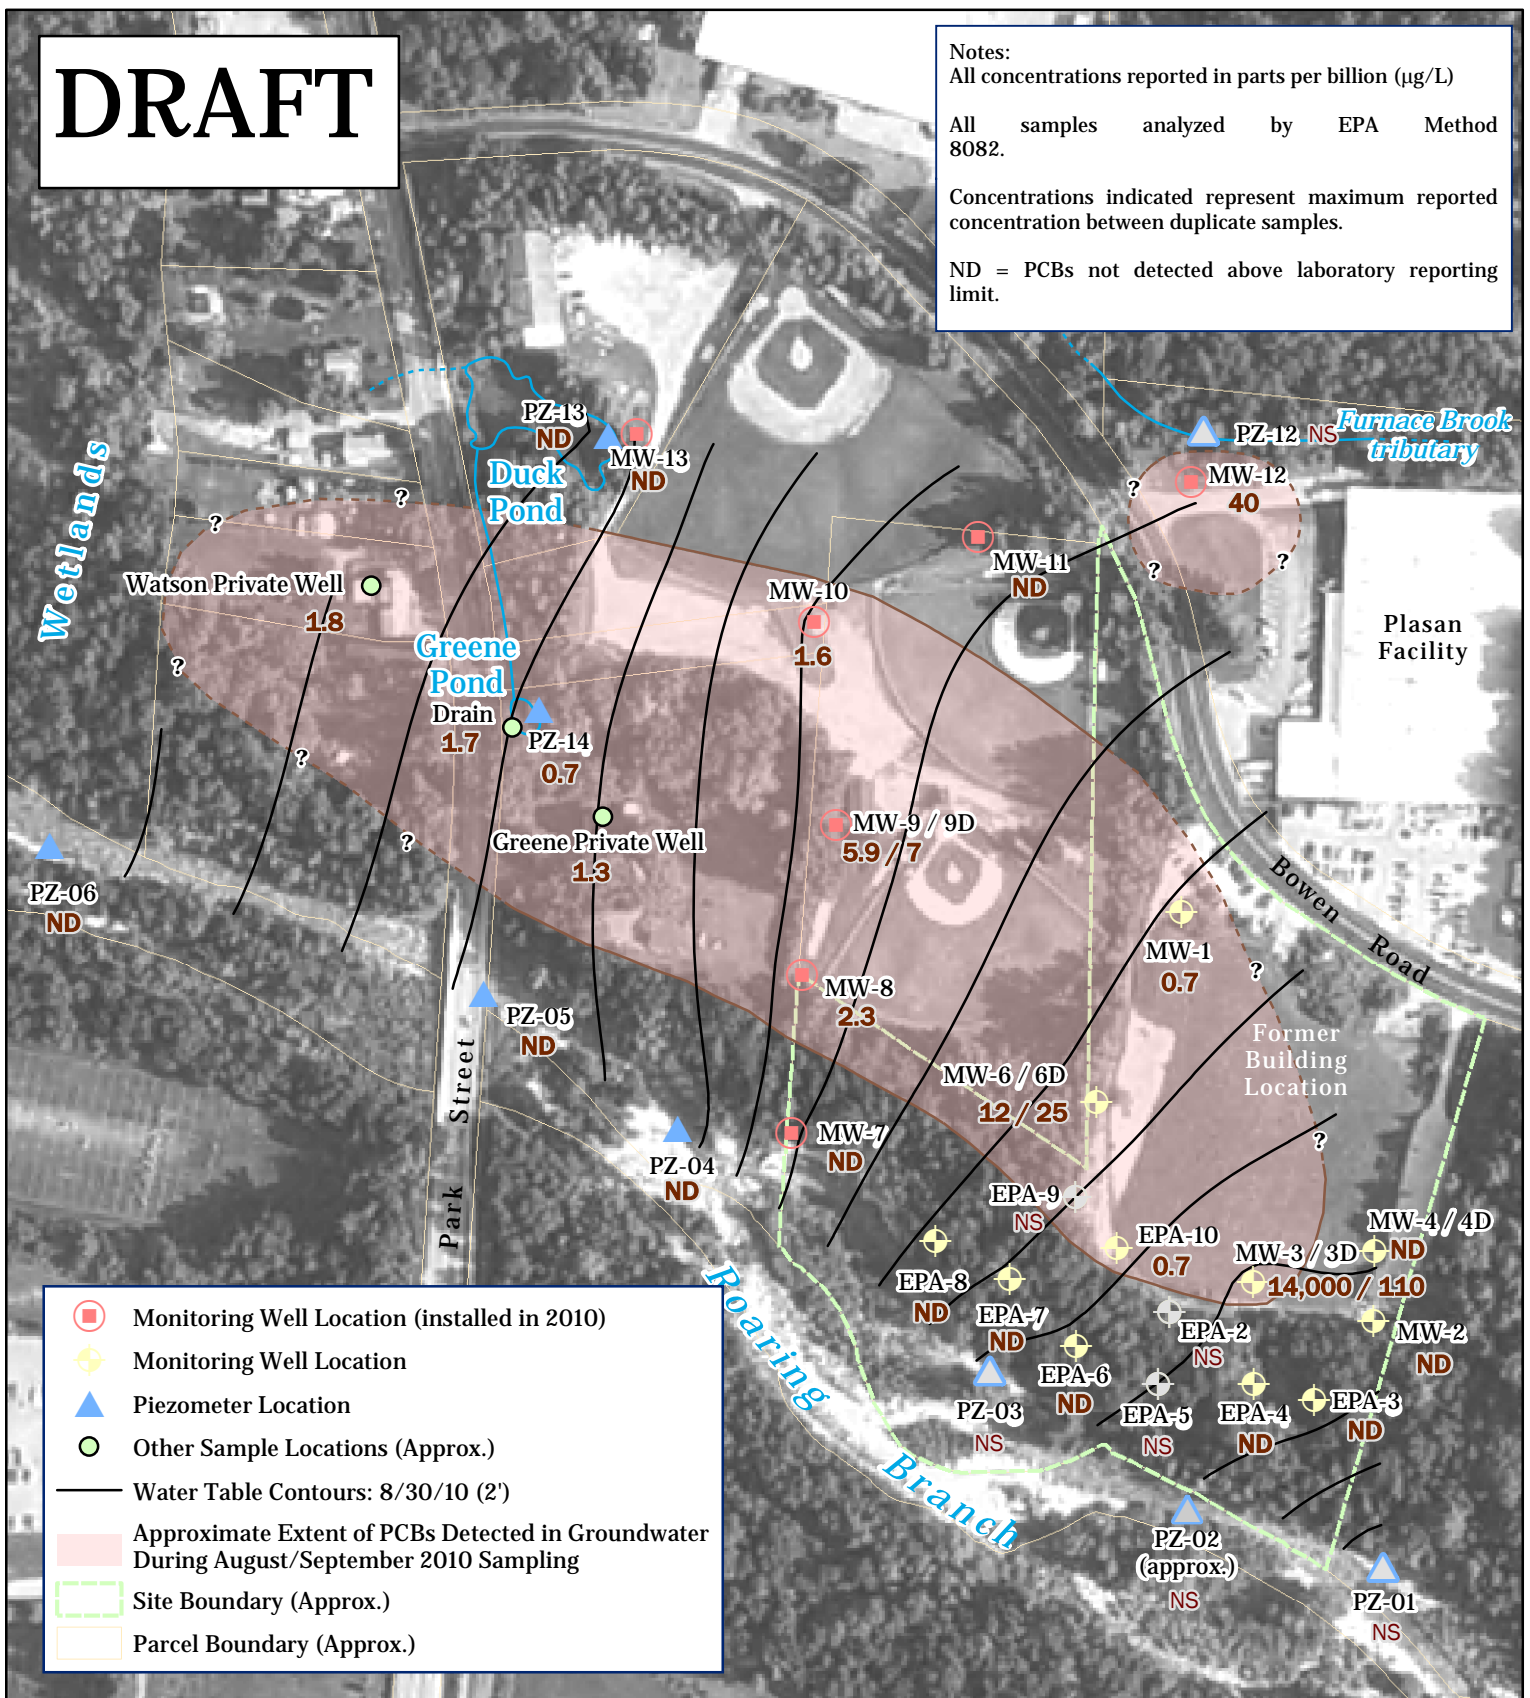 DRAFT
Notes:
All concentrations reported in parts per billion (µg/L)
All samples analyzed by EPA Method
8082.
Concentrations indicated represent maximum reported
concentration between duplicate samples.
ND = PCBs not detected above laboratory reporting
limit.
PZ-13
ND
MW-13
ND
Duck
Pond
PZ-12 NS
Furnace Brook
tributary
MW-12
40
?
?
?
MW-11
ND
Wetlands
?
?
?
?
?
Watson Private Well
1.8
MW-10
1.6
Plasan
Facility
Greene
Pond
Drain
1.7
PZ-14
0.7
Greene Private Well
1.3
MW-9 / 9D
5.9 / 7
PZ-06
ND
Bowen Road
MW-1
0.7
?
MW-8
2.3
PZ-05
ND
Former
Building
Location
?
MW-6 / 6D
12 / 25
Park Street
MW-7
ND
PZ-04
ND
EPA-9
NS
EPA-10
0.7
MW-4 / 4D
ND
MW-3 / 3D
14,000 / 110
EPA-8
ND
EPA-7
ND
EPA-2
NS
MW-2
ND
EPA-6
ND
EPA-5
NS
EPA-4
ND
EPA-3
ND
PZ-03
NS
Roaring Branch
PZ-02
(approx.)
NS
PZ-01
NS
Monitoring Well Location (installed in 2010)
Monitoring Well Location
Piezometer Location
Other Sample Locations (Approx.)
Water Table Contours: 8/30/10 (2')
Approximate Extent of PCBs Detected in Groundwater
During August/September 2010 Sampling
Site Boundary (Approx.)
Parcel Boundary (Approx.)